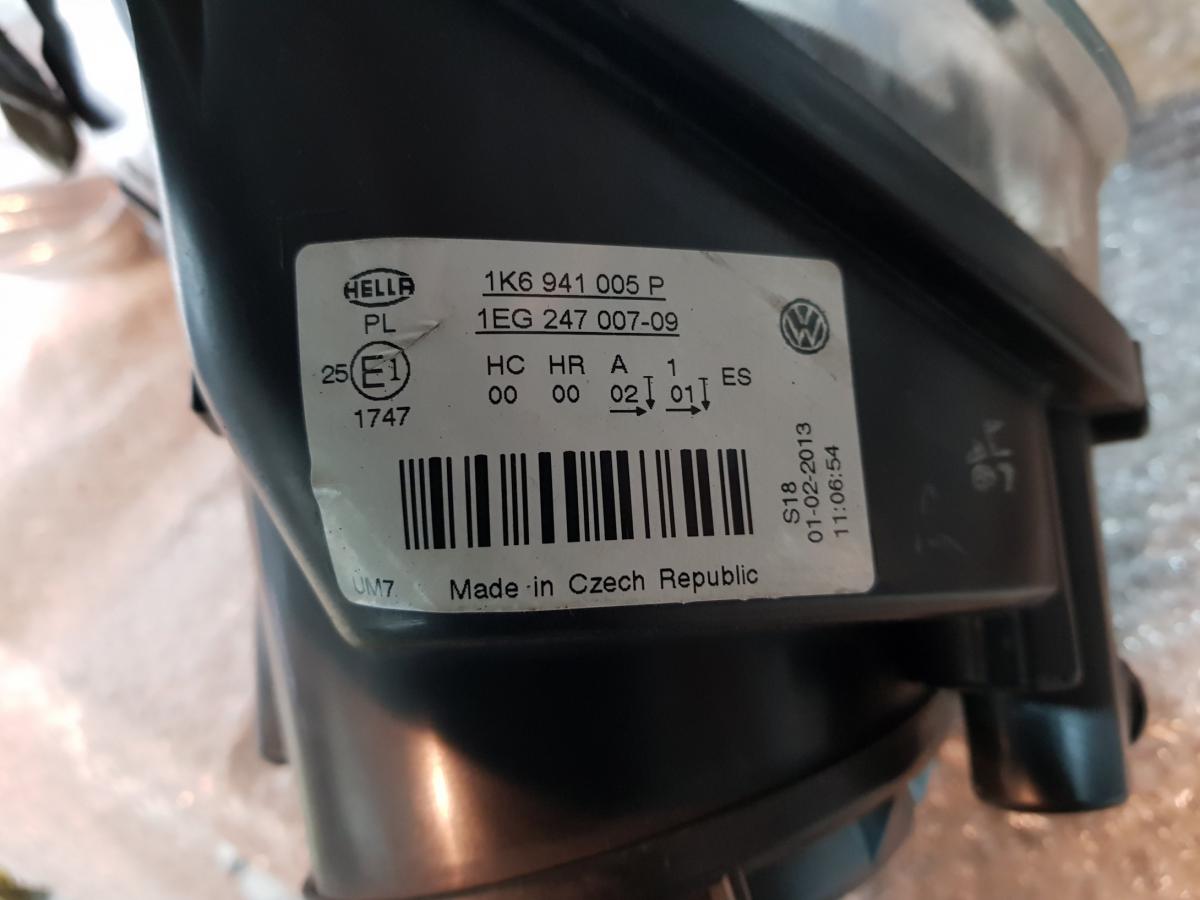 HELLA
1K6 941 005 P
PL
1EG 247 007-09
25 E1
1747
HC HR A 1 ES
00 00 02 01
S18
01-02-2013
11:06:54
UM7
Made in Czech Republic